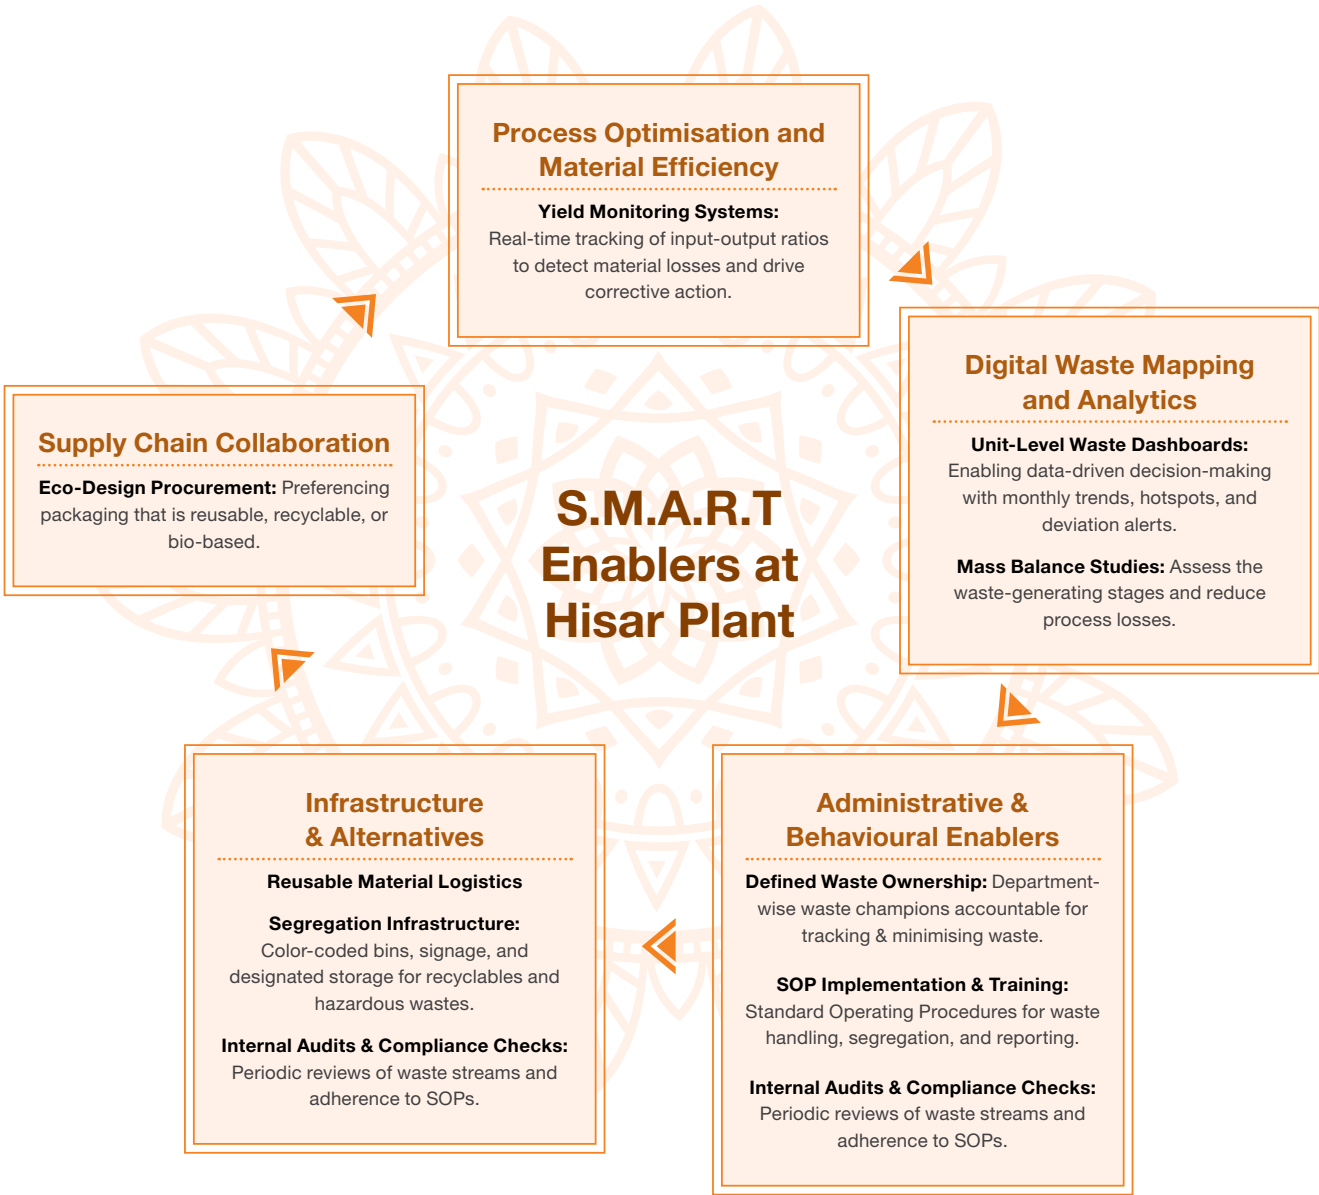 Process Optimisation and
Material Efficiency
Yield Monitoring Systems:
Real-time tracking of input-output ratios
to detect material losses and drive
corrective action.
Digital Waste Mapping
and Analytics
Unit-Level Waste Dashboards:
Enabling data-driven decision-making
with monthly trends, hotspots, and
deviation alerts.
Mass Balance Studies: Assess the
waste-generating stages and reduce
process losses.
Supply Chain Collaboration
Eco-Design Procurement: Preferencing
packaging that is reusable, recyclable, or
bio-based.
S.M.A.R.T
Enablers at
Hisar Plant
Infrastructure
& Alternatives
Reusable Material Logistics
Segregation Infrastructure:
Color-coded bins, signage, and
designated storage for recyclables and
hazardous wastes.
Internal Audits & Compliance Checks:
Periodic reviews of waste streams and
adherence to SOPs.
Administrative &
Behavioural Enablers
Defined Waste Ownership: Department-
wise waste champions accountable for
tracking & minimising waste.
SOP Implementation & Training:
Standard Operating Procedures for waste
handling, segregation, and reporting.
Internal Audits & Compliance Checks:
Periodic reviews of waste streams and
adherence to SOPs.